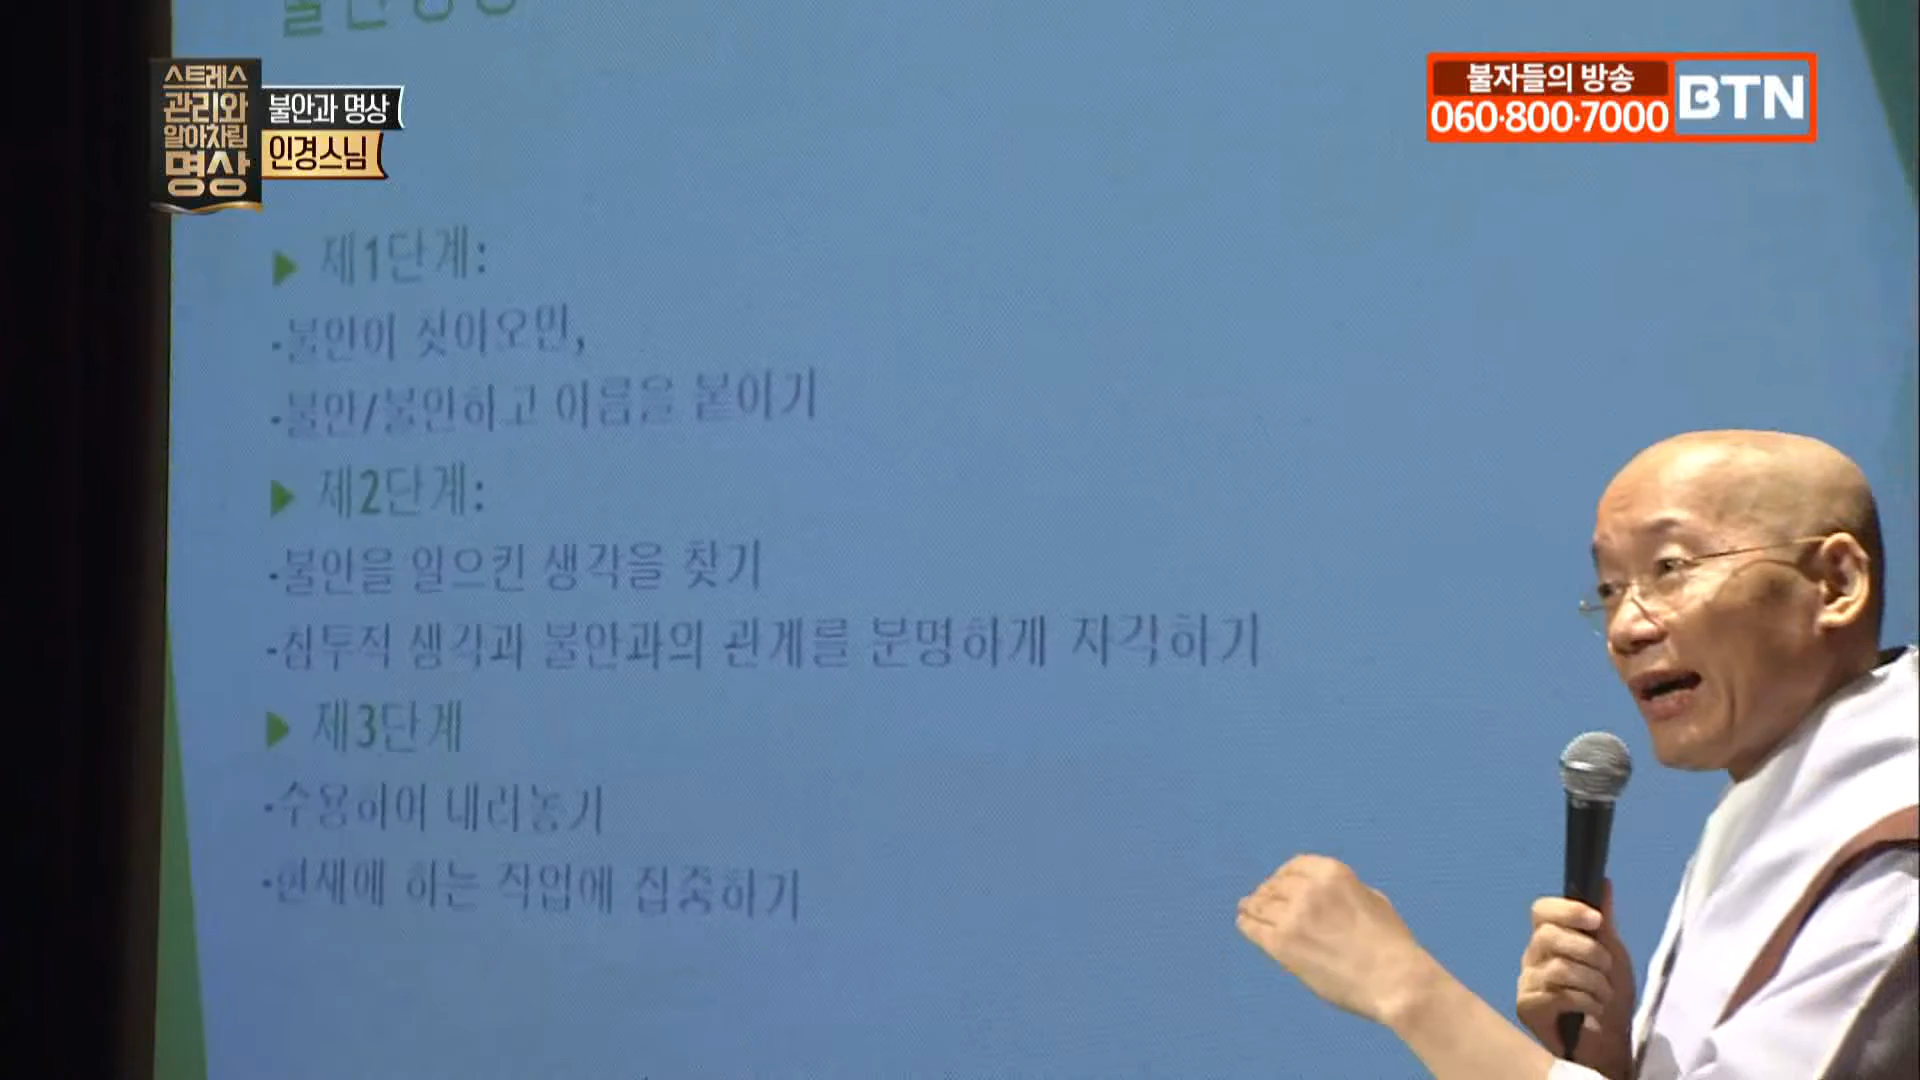 불안명상
스트레스
관리와
알아차림
명상
불안과 명상
인경스님
불자들의 방송
060·800·7000
BTN
▶ 제1단계:
·불안이 찾아오면,
·불안/불안하고 이름을 붙이기
▶ 제2단계:
·불안을 일으킨 생각을 찾기
·침투적 생각과 불안과의 관계를 분명하게 자각하기
▶ 제3단계
·수용하여 내려놓기
·현재에 하는 작업에 집중하기